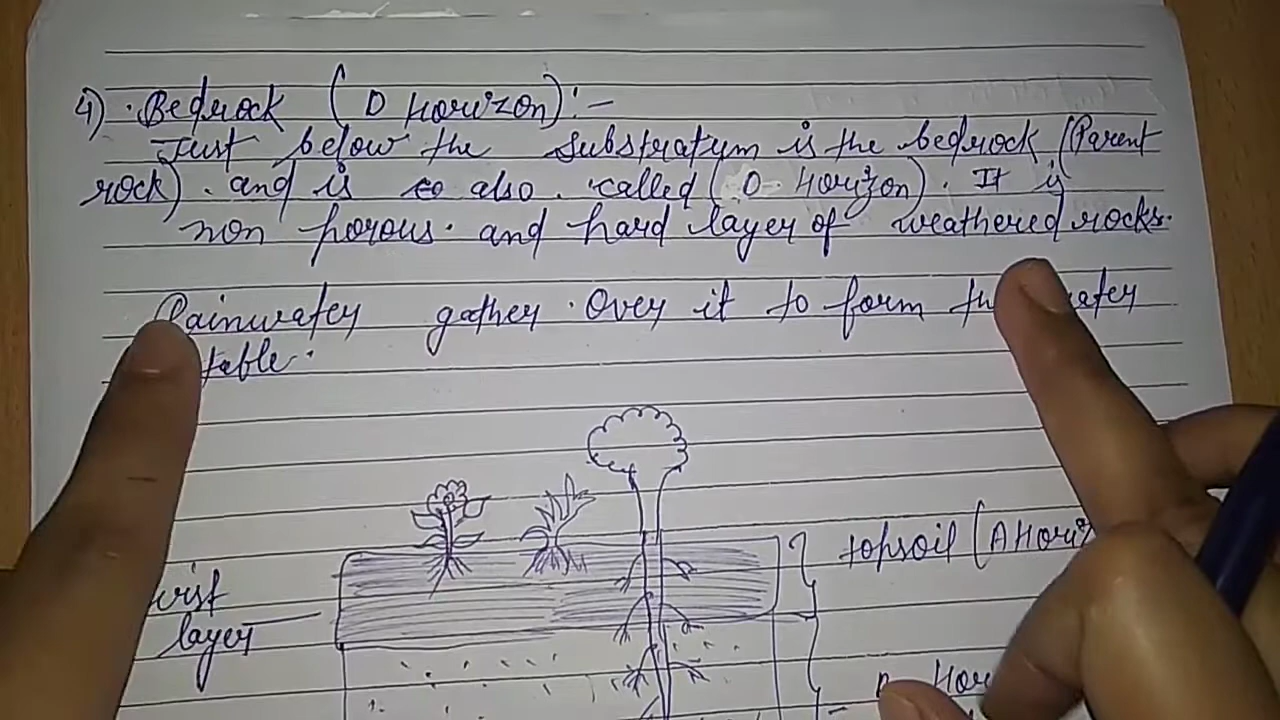 4) . Bedrock ( D Horizon) :-
Just below the substratum is the bedrock (Parent
rock) . and is also . called ( D Horizon) . It is
non porous. and hard layer of weathered rocks.
Rainwater gather . Over it to form water
table.
topsoil (A Hori
layer
Hor